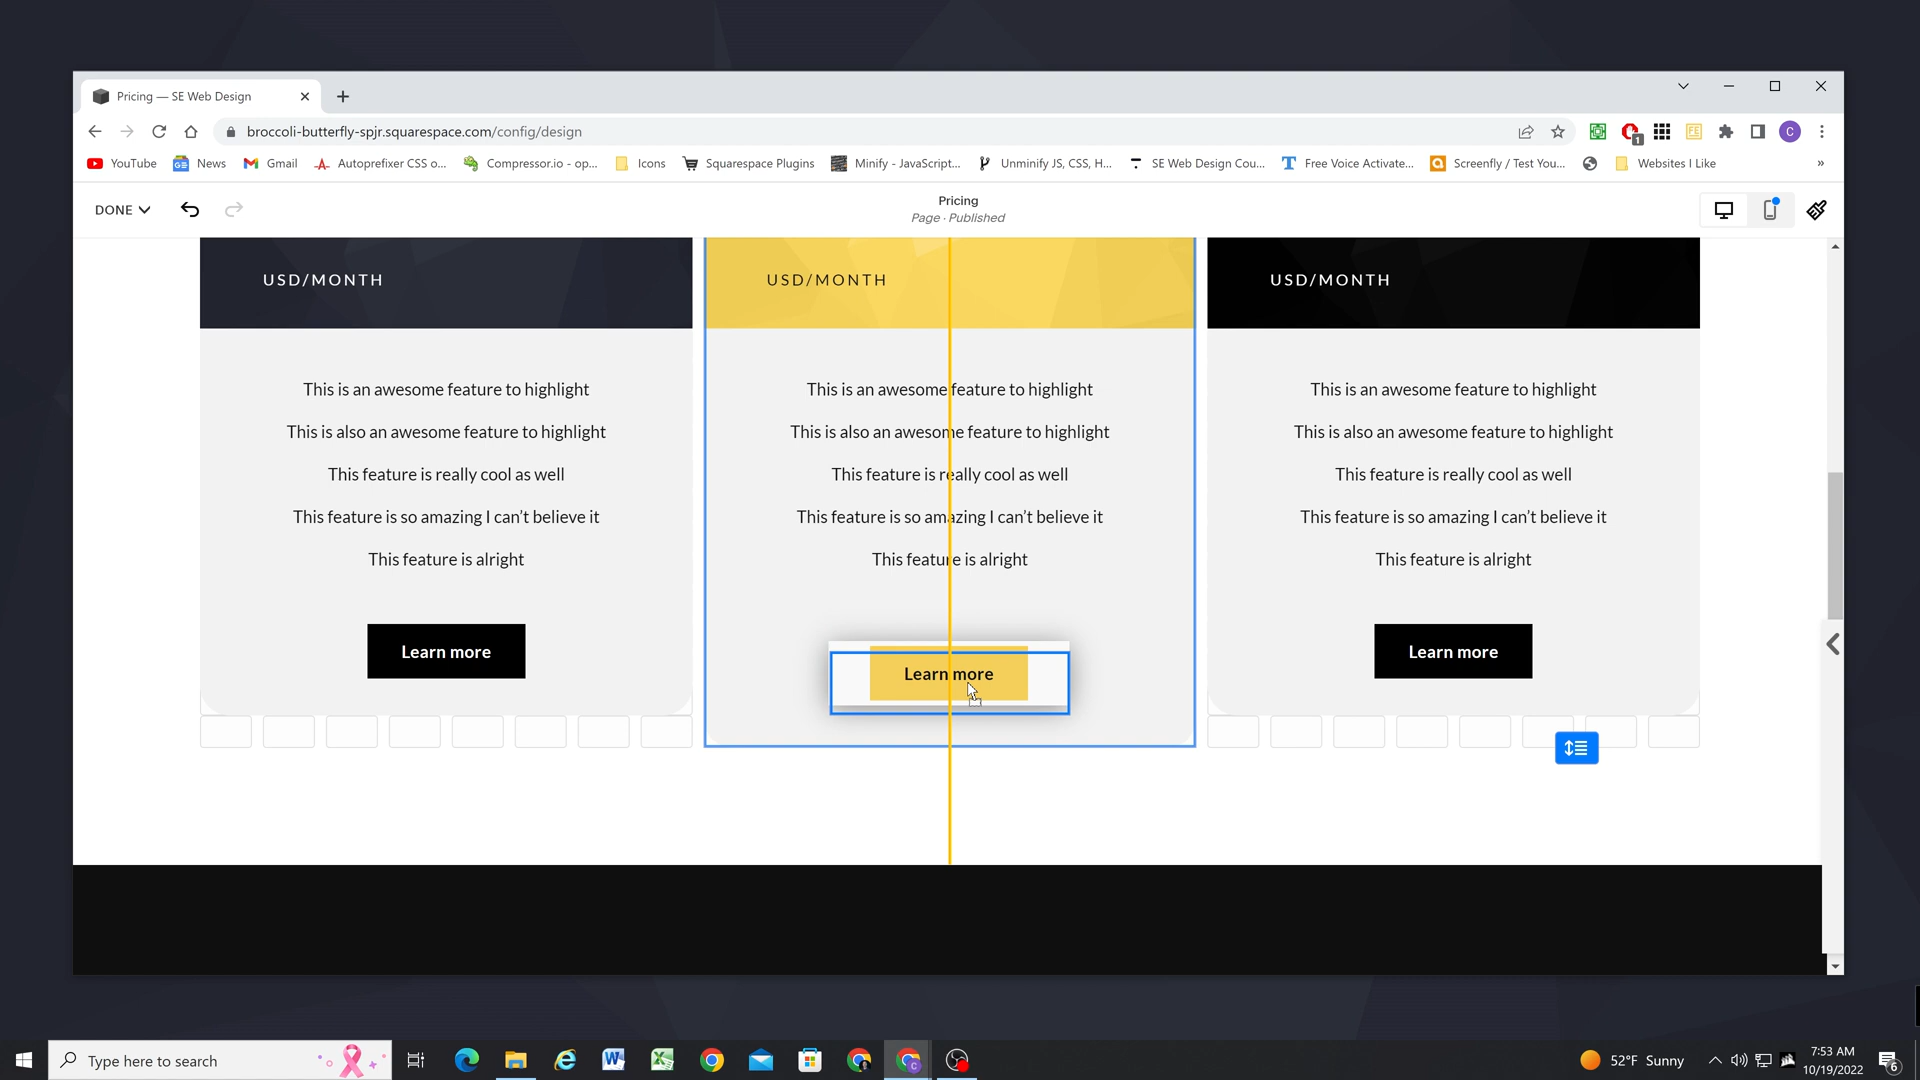 Pricing — SE Web Design
broccoli-butterfly-spjr.squarespace.com/config/design
1
FE
C
YouTube
News
Gmail
Autoprefixer CSS o...
Compressor.io - op...
Icons
Squarespace Plugins
Minify - JavaScript...
Unminify JS, CSS, H...
SE Web Design Cou...
Free Voice Activate...
Screenfly / Test You...
Websites I Like
»
DONE
Pricing
Page · Published
USD/MONTH
USD/MONTH
USD/MONTH
This is an awesome feature to highlight
This is also an awesome feature to highlight
This feature is really cool as well
This feature is so amazing I can’t believe it
This feature is alright
Learn more
This is an awesome feature to highlight
This is also an awesome feature to highlight
This feature is really cool as well
This feature is so amazing I can’t believe it
This feature is alright
Learn more
This is an awesome feature to highlight
This is also an awesome feature to highlight
This feature is really cool as well
This feature is so amazing I can’t believe it
This feature is alright
Learn more
Type here to search
52°F Sunny
7:53 AM
10/19/2022
6